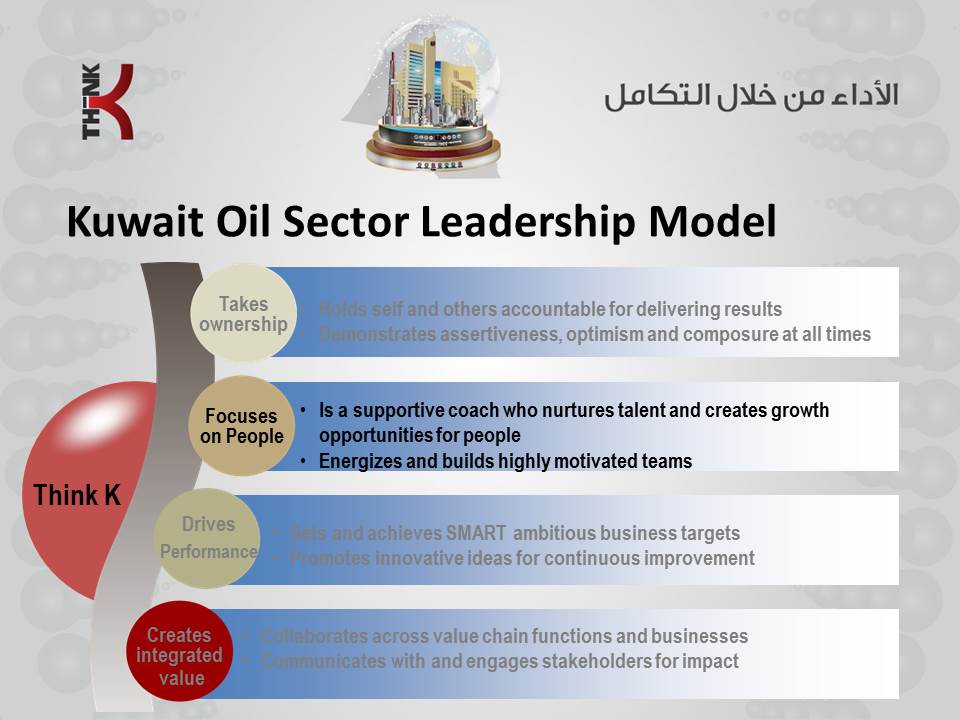 TH-NK
K
الأداء من خلال التكامل
Kuwait Oil Sector Leadership Model
Think K
Takes
ownership
• Holds self and others accountable for delivering results
• Demonstrates assertiveness, optimism and composure at all times
Focuses
on People
• Is a supportive coach who nurtures talent and creates growth
opportunities for people
• Energizes and builds highly motivated teams
Drives
Performance
• Sets and achieves SMART ambitious business targets
• Promotes innovative ideas for continuous improvement
Creates
integrated
value
• Collaborates across value chain functions and businesses
• Communicates with and engages stakeholders for impact